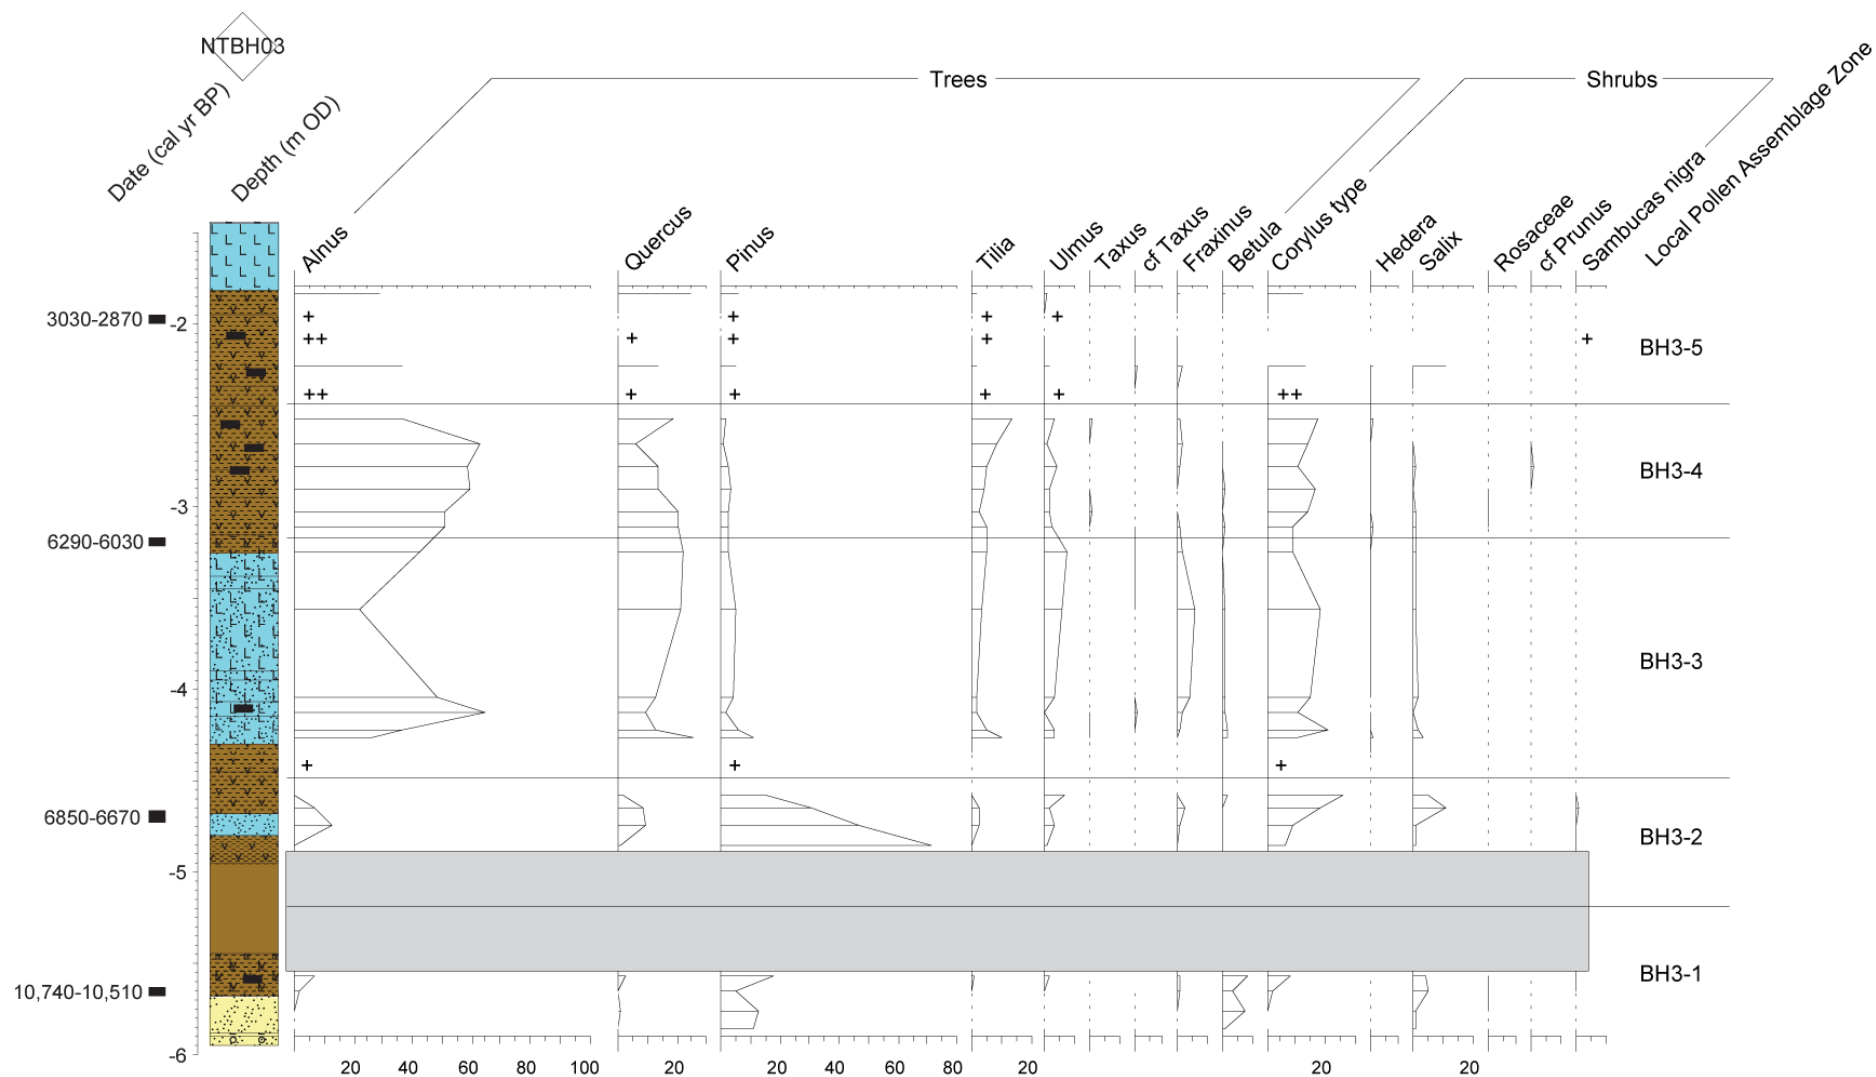 NTBH03
Trees
Shrubs
Date (cal yr BP)
Depth (m OD)
Alnus
Quercus
Pinus
Tilia
Ulmus
Taxus
cf Taxus
Fraxinus
Betula
Corylus type
Hedera
Salix
Rosaceae
cf Prunus
Sambucas nigra
Local Pollen Assemblage Zone
3030-2870
-2
+
+
+
+
++
+
+
+
+
BH3-5
++
+
+
+
+
++
BH3-4
-3
6290-6030
BH3-3
-4
+
+
+
6850-6670
BH3-2
-5
BH3-1
10,740-10,510
-6
20 40 60 80 100 20 20 40 60 80 20 20 20